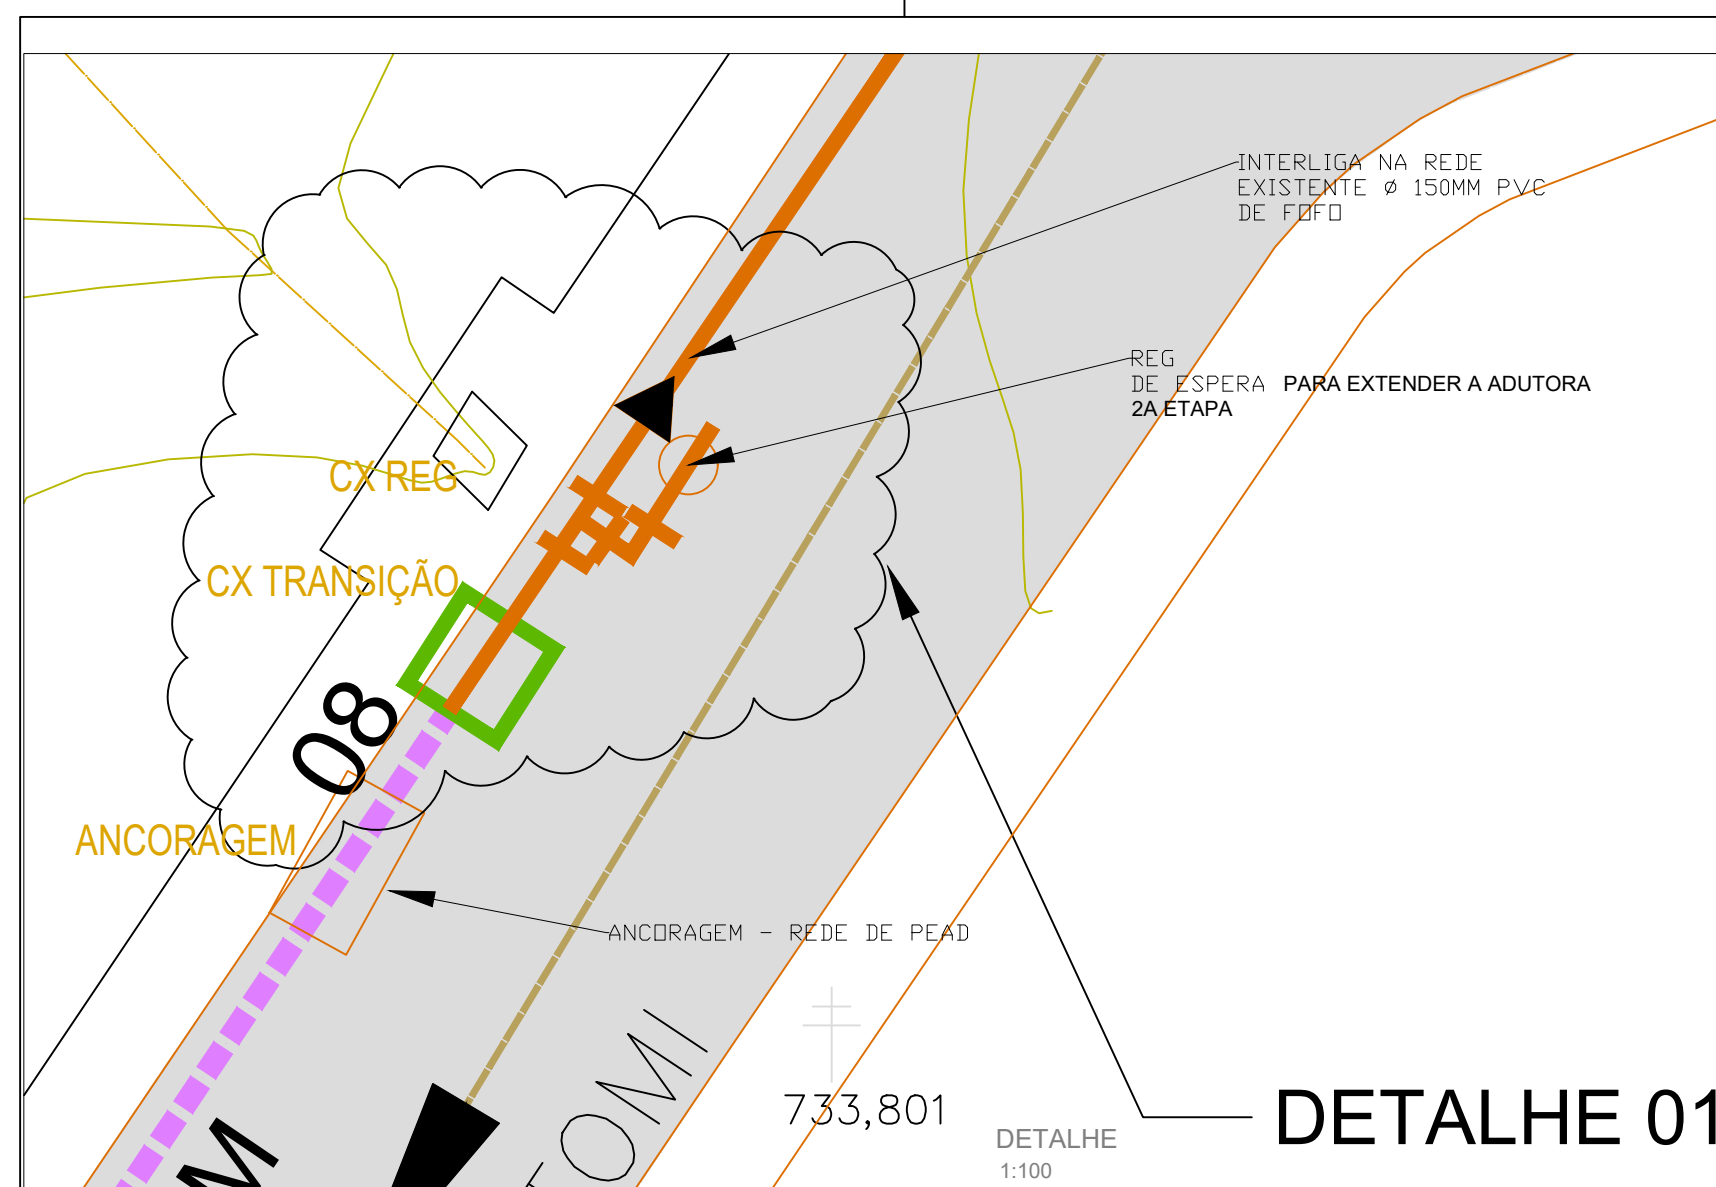 INTERLIGA NA REDE
EXISTENTE Ø 150MM PVC
DE FOFO
REG
DE ESPERA PARA EXTENDER A ADUTORA
2A ETAPA
CX REG
CX TRANSIÇÃO
08
ANCORAGEM
ANCORAGEM - REDE DE PEAD
TOMI
M
733,801
DETALHE
1:100
DETALHE 01